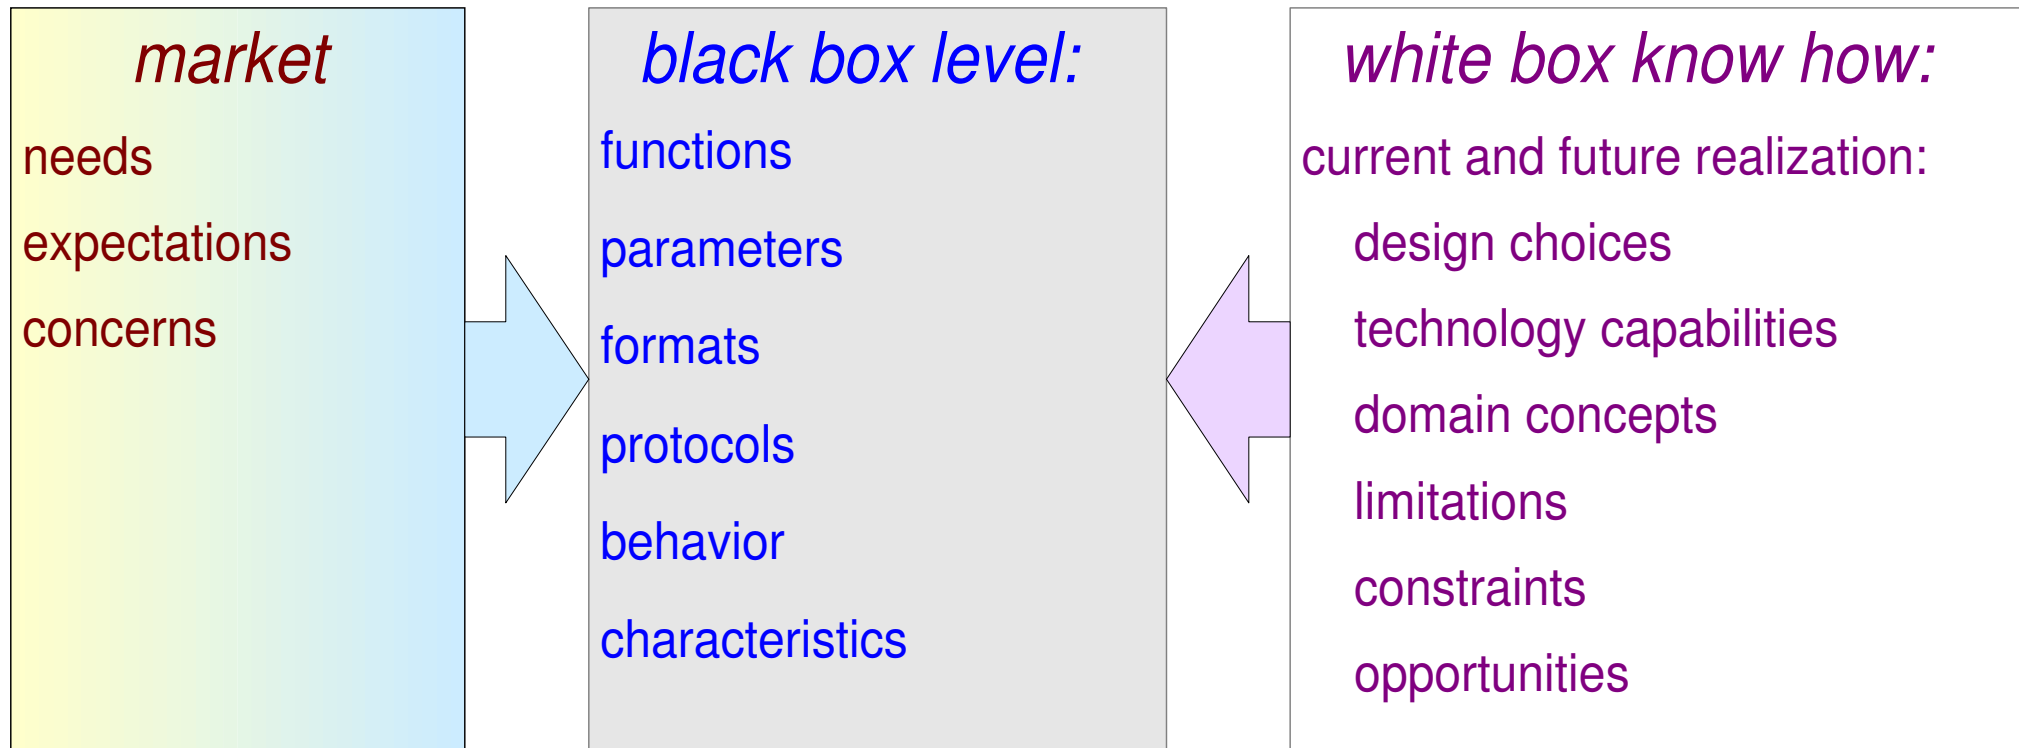 market
needs
expectations
concerns
black box level:
functions
parameters
formats
protocols
behavior
characteristics
white box know how:
current and future realization:
design choices
technology capabilities
domain concepts
limitations
constraints
opportunities